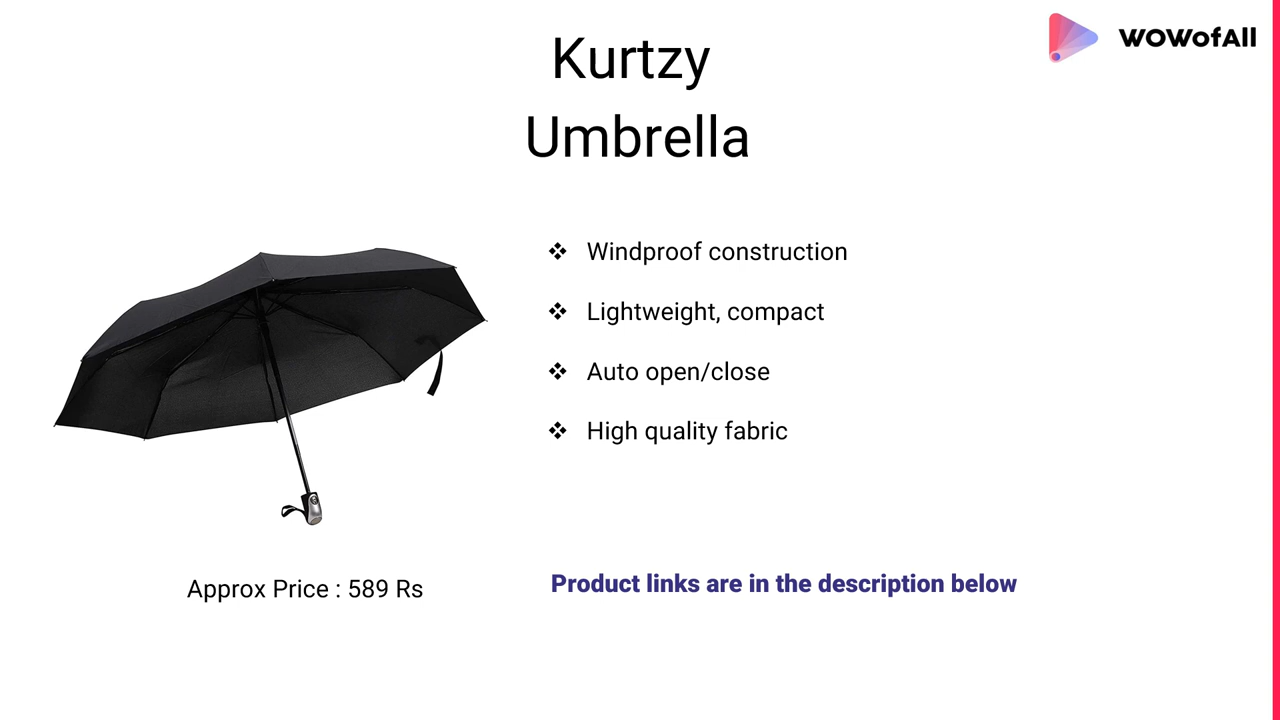 Kurtzy
Umbrella
WOWofAll
❖ Windproof construction
❖ Lightweight, compact
❖ Auto open/close
❖ High quality fabric
Approx Price : 589 Rs
Product links are in the description below